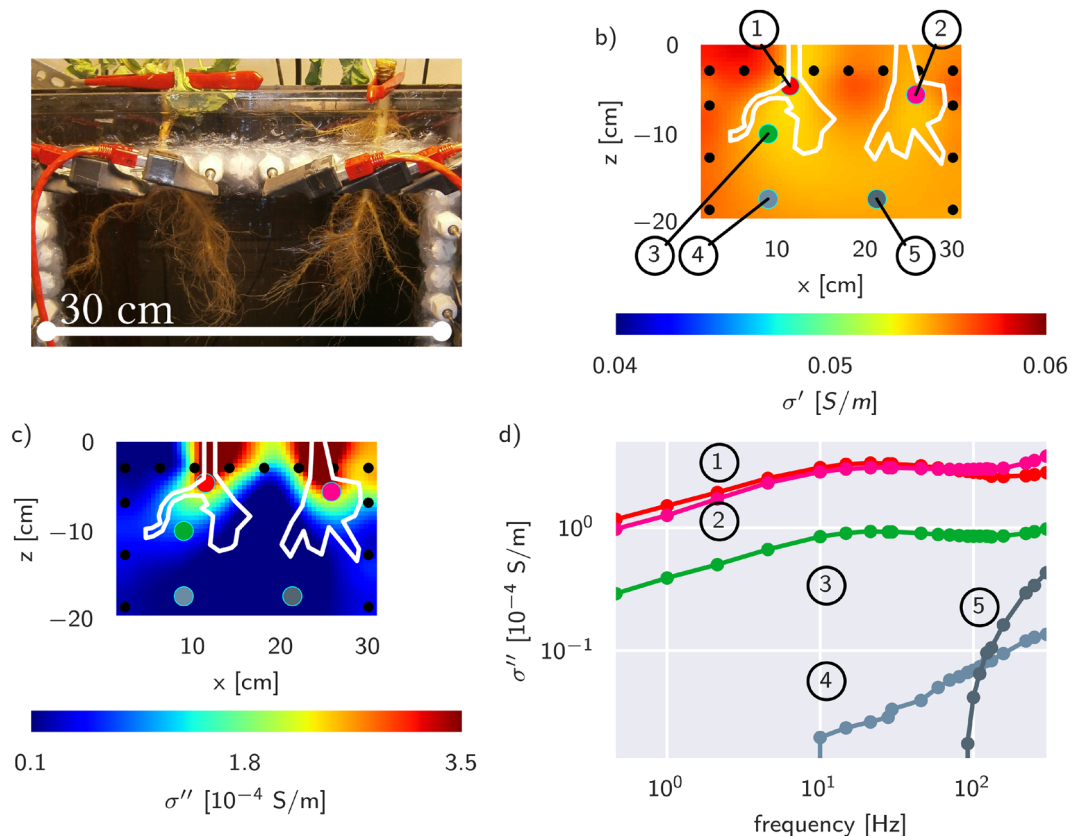 30 cm
b)
1
2
0
−10
−20
z [cm]
3
4
5
10
20
30
x [cm]
0.04
0.05
0.06
σ′ [S/m]
c)
0
−10
−20
z [cm]
10
20
30
x [cm]
0.1
1.8
3.5
σ′′ [10⁻⁴ S/m]
d)
1
2
3
4
5
10⁰
10⁻¹
σ′′ [10⁻⁴ S/m]
10⁰
10¹
10²
frequency [Hz]